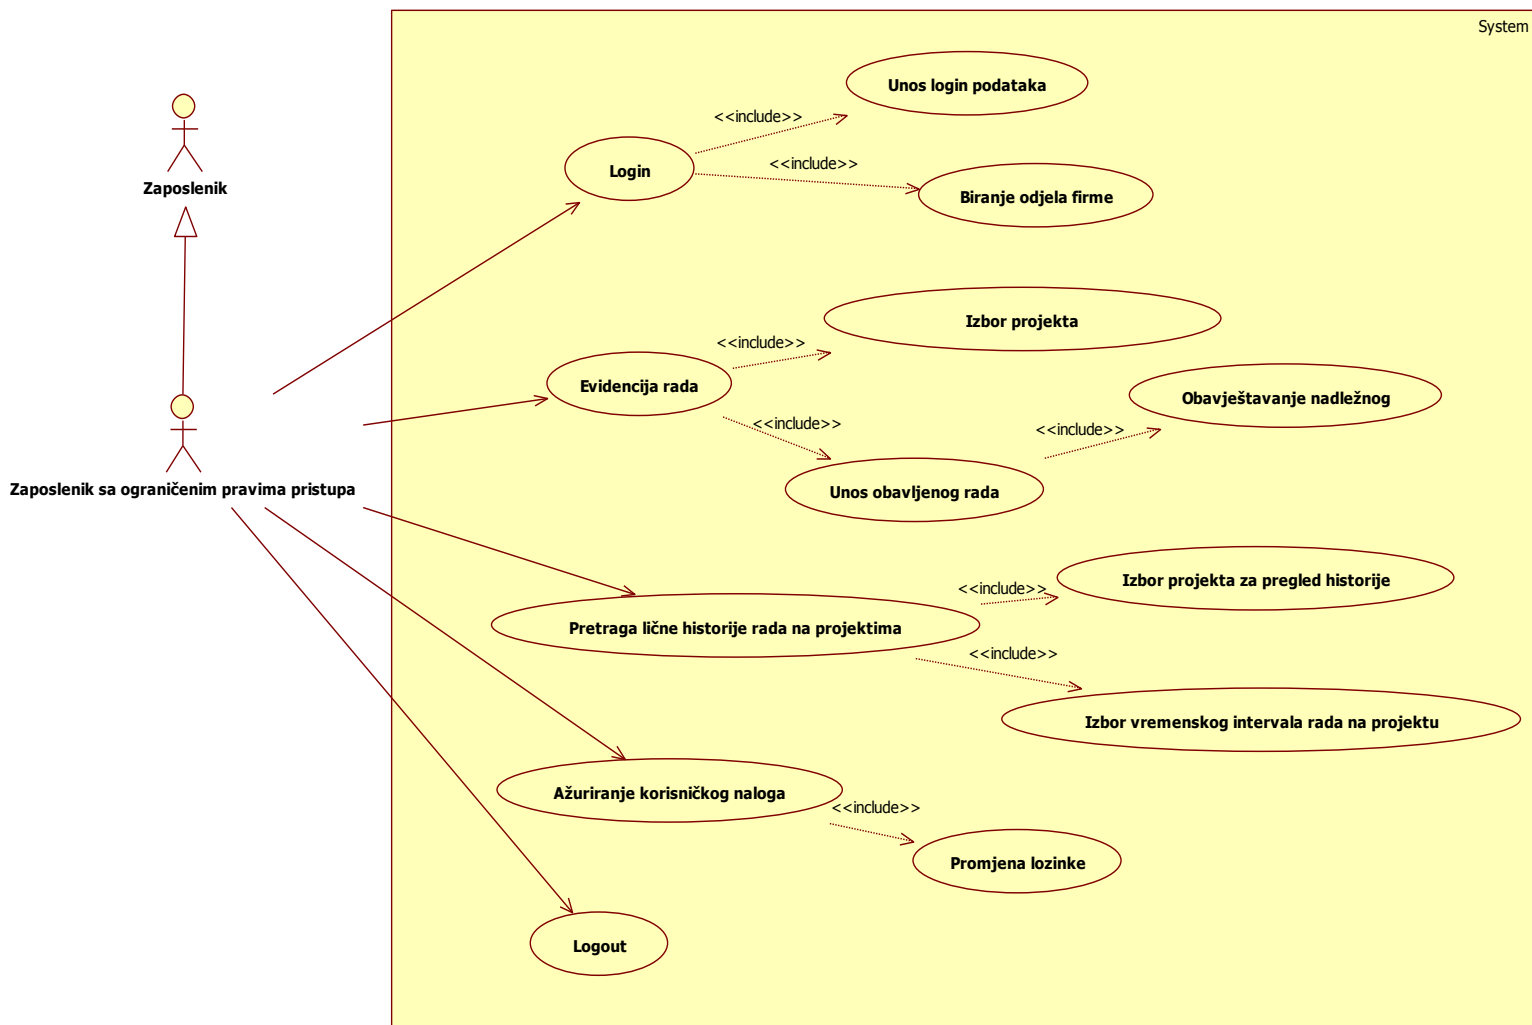 System
Unos login podataka
<<include>>
Zaposlenik
Login
<<include>>
Biranje odjela firme
Izbor projekta
<<include>>
Evidencija rada
Obavještavanje nadležnog
<<include>>
<<include>>
Unos obavljenog rada
Zaposlenik sa ograničenim pravima pristupa
Izbor projekta za pregled historije
<<include>>
Pretraga lične historije rada na projektima
<<include>>
Izbor vremenskog intervala rada na projektu
Ažuriranje korisničkog naloga
<<include>>
Promjena lozinke
Logout